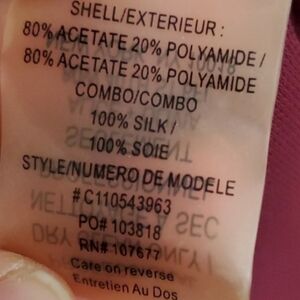 SHELL/EXTERIEUR :
80% ACETATE 20% POLYAMIDE /
80% ACETATE 20% POLYAMIDE
COMBO/COMBO
100% SILK /
100% SOIE
STYLE/NUMERO DE MODELE
# C110543963
PO# 103818
RN# 107677
Care on reverse
Entretien Au Dos